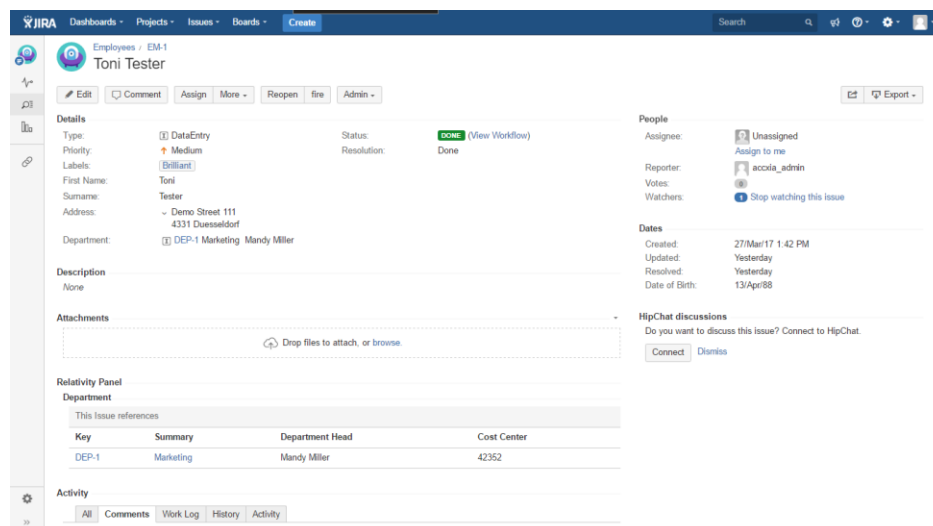 JIRA Dashboards Projects Issues Boards Create Search
Employees / EM-1
Toni Tester
Edit Comment Assign More Reopen fire Admin Export
Details
Type: DataEntry Status: DONE (View Workflow)
Priority: Medium Resolution: Done
Labels: Brilliant
First Name: Toni
Surname: Tester
Address: Demo Street 111
4331 Duesseldorf
Department: DEP-1 Marketing Mandy Miller
Description
None
Attachments
Drop files to attach, or browse.
Relativity Panel
Department
This Issue references
Key Summary Department Head Cost Center
DEP-1 Marketing Mandy Miller 42352
Activity
All Comments Work Log History Activity
People
Assignee: Unassigned
Assign to me
Reporter: accxia_admin
Votes: 0
Watchers: 1 Stop watching this issue
Dates
Created: 27/Mar/17 1:42 PM
Updated: Yesterday
Resolved: Yesterday
Date of Birth: 13/Apr/88
HipChat discussions
Do you want to discuss this issue? Connect to HipChat.
Connect Dismiss